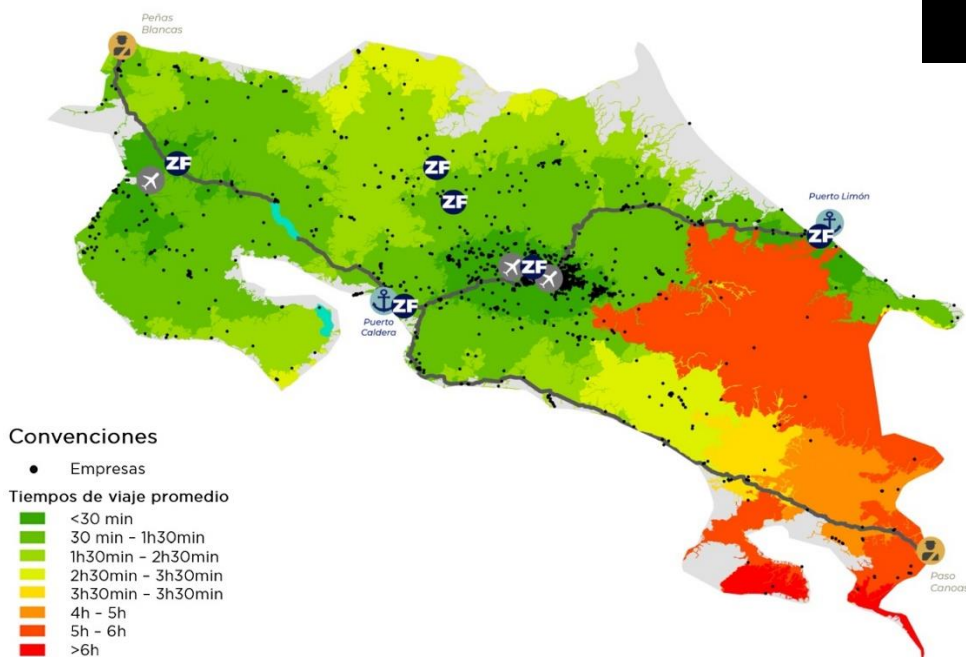 Peñas
Blancas
ZF
ZF
ZF
Puerto Limón
ZF
ZF
ZF
Puerto
Caldera
Paso
Canoas
Convenciones
Empresas
Tiempos de viaje promedio
<30 min
30 min - 1h30min
1h30min - 2h30min
2h30min - 3h30min
3h30min - 3h30min
4h - 5h
5h - 6h
>6h